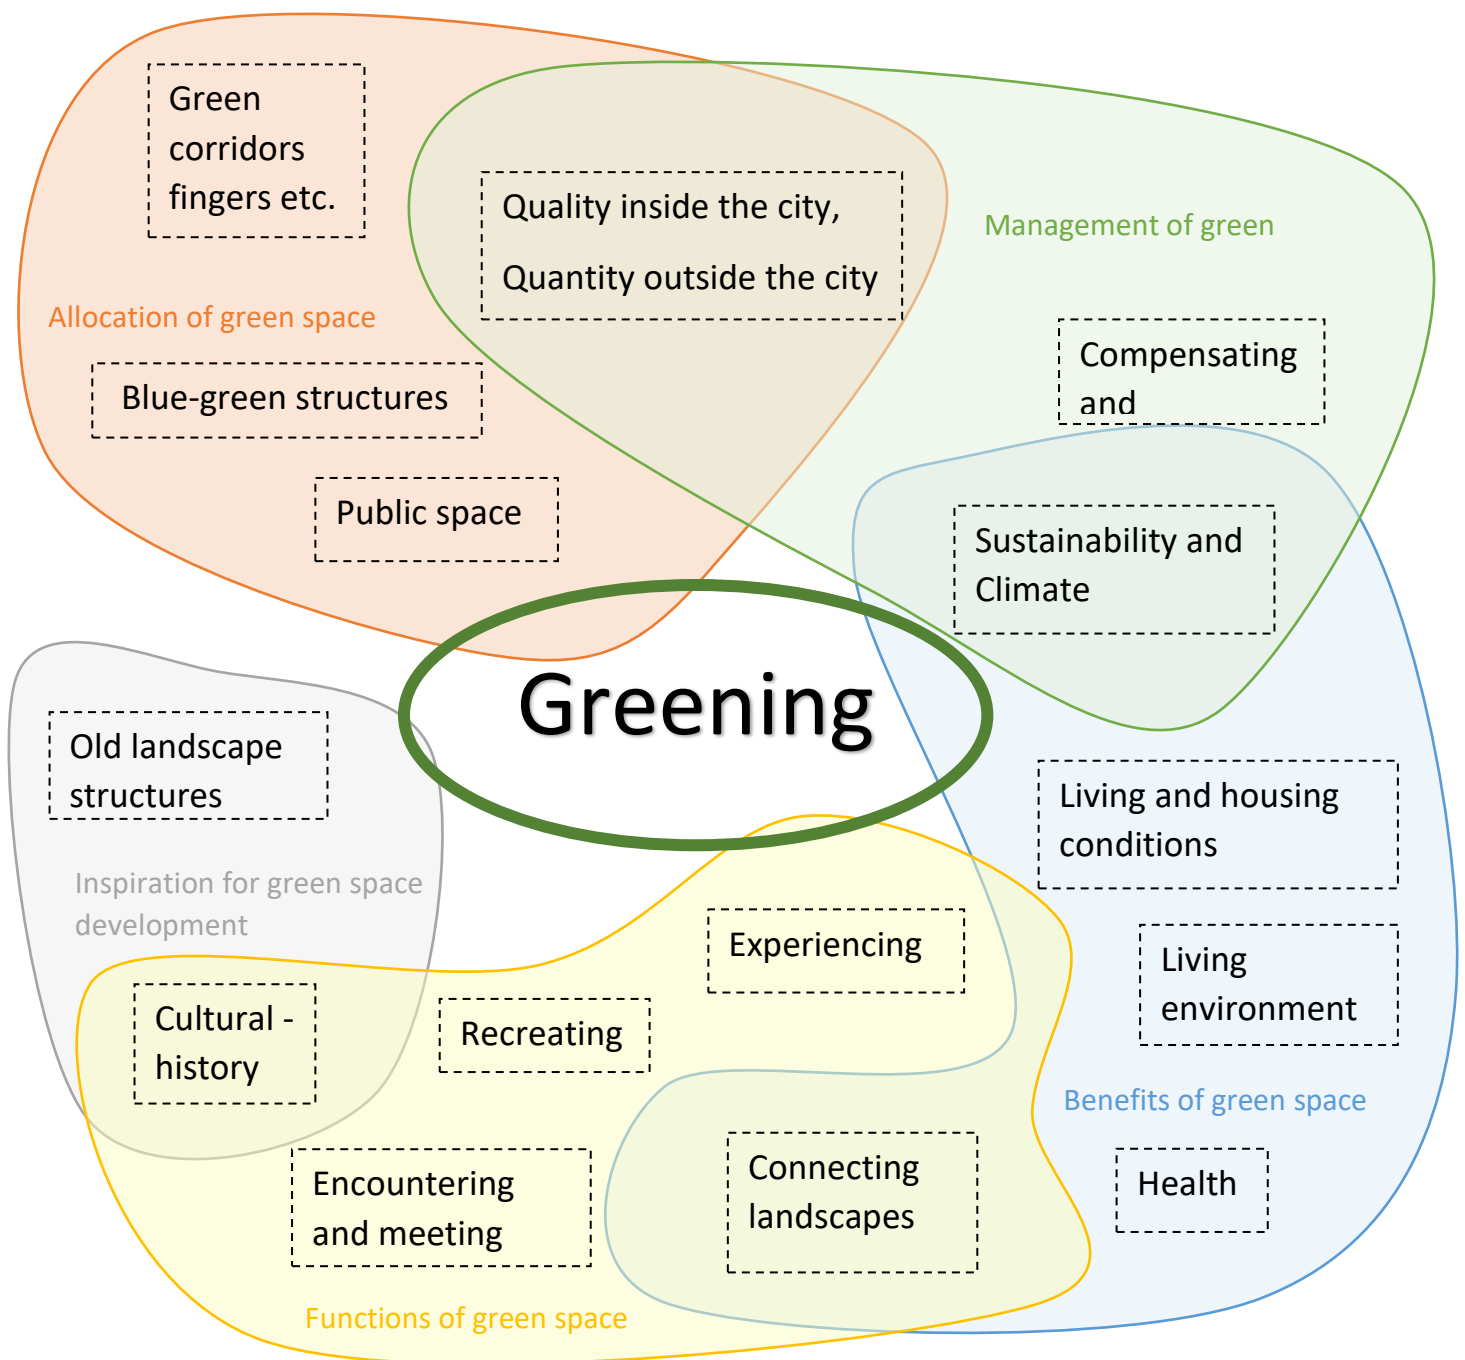 Green
corridors
fingers etc.
Quality inside the city,
Quantity outside the city
Management of green
Allocation of green space
Compensating
and
Blue-green structures
Public space
Sustainability and
Climate
Greening
Old landscape
structures
Living and housing
conditions
Inspiration for green space
development
Experiencing
Living
environment
Cultural -
history
Recreating
Benefits of green space
Encountering
and meeting
Connecting
landscapes
Health
Functions of green space